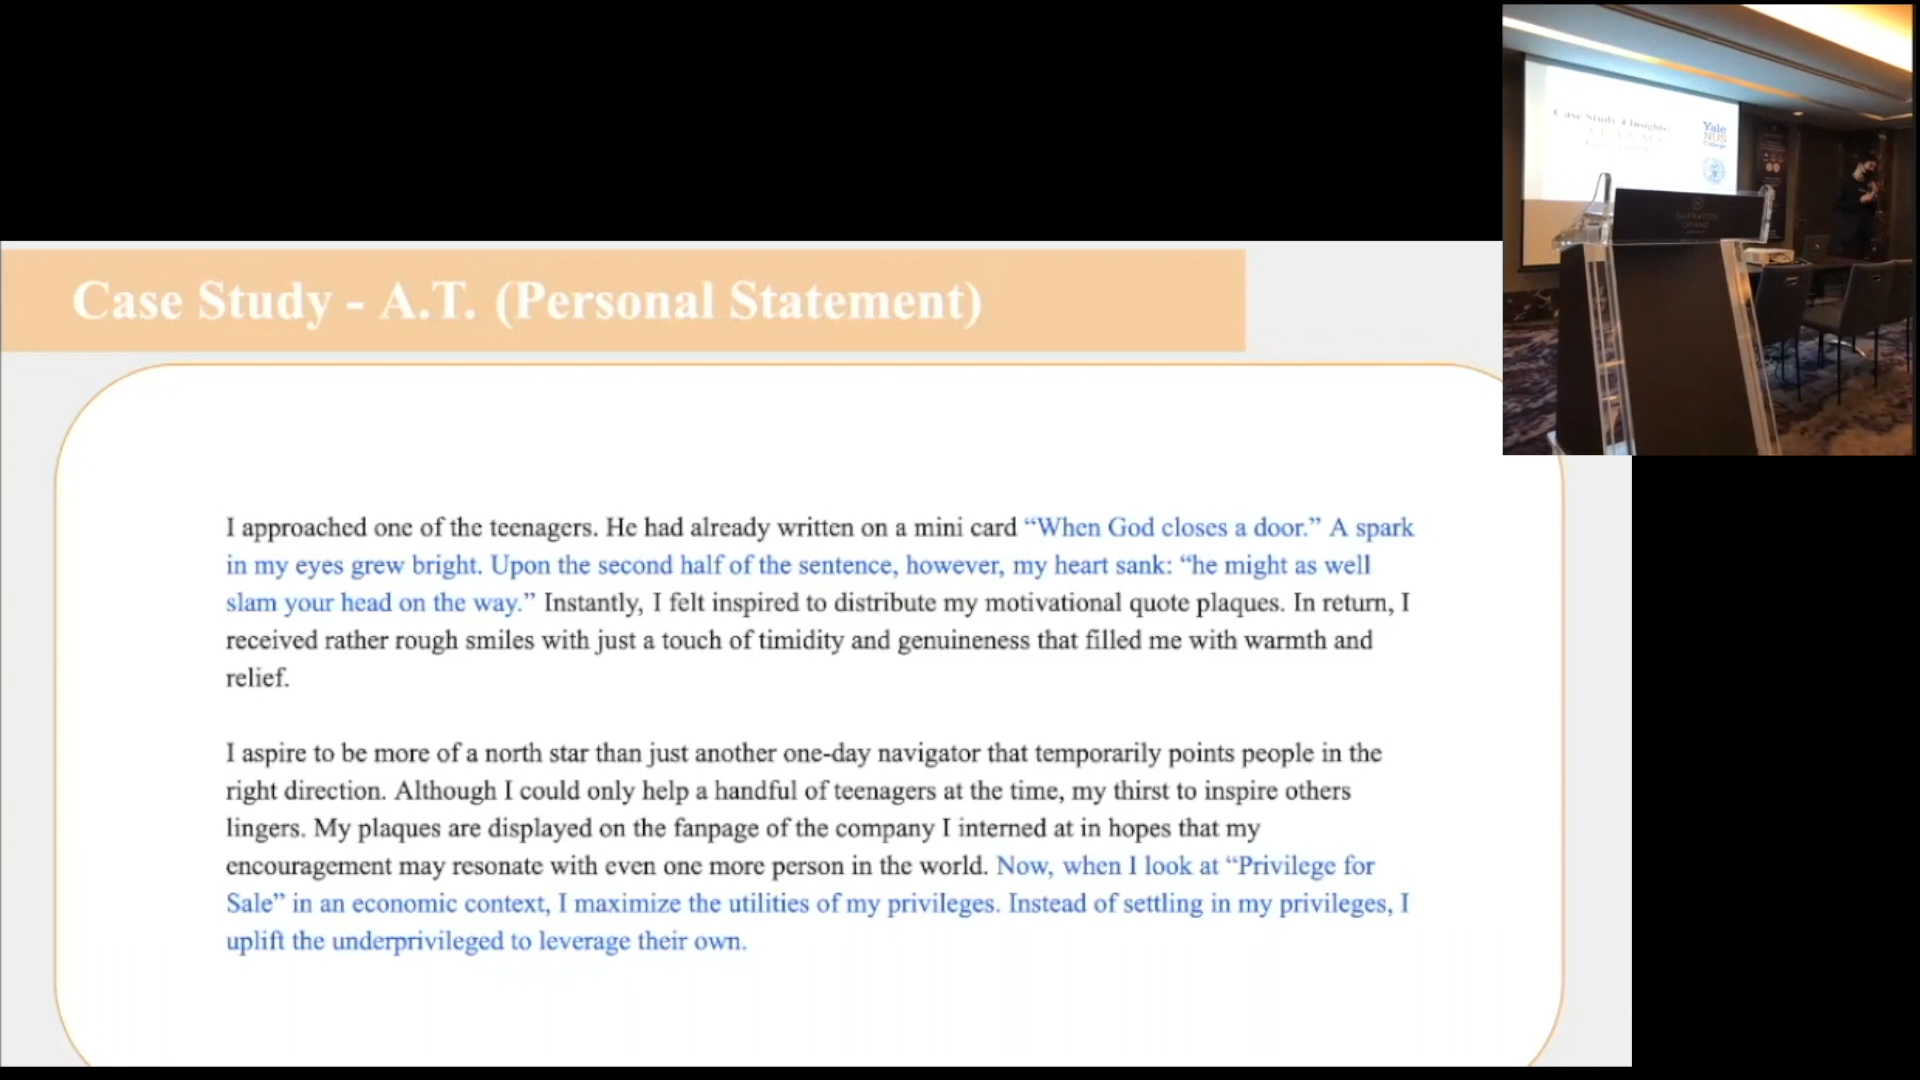 Case Study - A.T. (Personal Statement)
I approached one of the teenagers. He had already written on a mini card “When God closes a door.” A spark
in my eyes grew bright. Upon the second half of the sentence, however, my heart sank: “he might as well
slam your head on the way.” Instantly, I felt inspired to distribute my motivational quote plaques. In return, I
received rather rough smiles with just a touch of timidity and genuineness that filled me with warmth and
relief.
I aspire to be more of a north star than just another one-day navigator that temporarily points people in the
right direction. Although I could only help a handful of teenagers at the time, my thirst to inspire others
lingers. My plaques are displayed on the fanpage of the company I interned at in hopes that my
encouragement may resonate with even one more person in the world. Now, when I look at “Privilege for
Sale” in an economic context, I maximize the utilities of my privileges. Instead of settling in my privileges, I
uplift the underprivileged to leverage their own.
Case Study 4 Insights:
Yale
NUS
College
SHERATON
GRAND